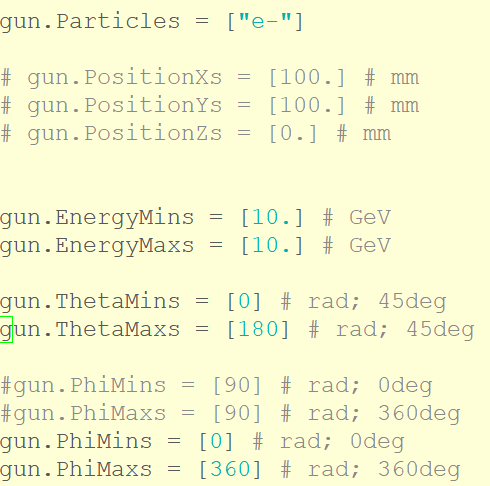 gun.Particles = ["e-"]
# gun.PositionXs = [100.] # mm
# gun.PositionYs = [100.] # mm
# gun.PositionZs = [0.] # mm
gun.EnergyMins = [10.] # GeV
gun.EnergyMaxs = [10.] # GeV
gun.ThetaMins = [0] # rad; 45deg
gun.ThetaMaxs = [180] # rad; 45deg
#gun.PhiMins = [90] # rad; 0deg
#gun.PhiMaxs = [90] # rad; 360deg
gun.PhiMins = [0] # rad; 0deg
gun.PhiMaxs = [360] # rad; 360deg